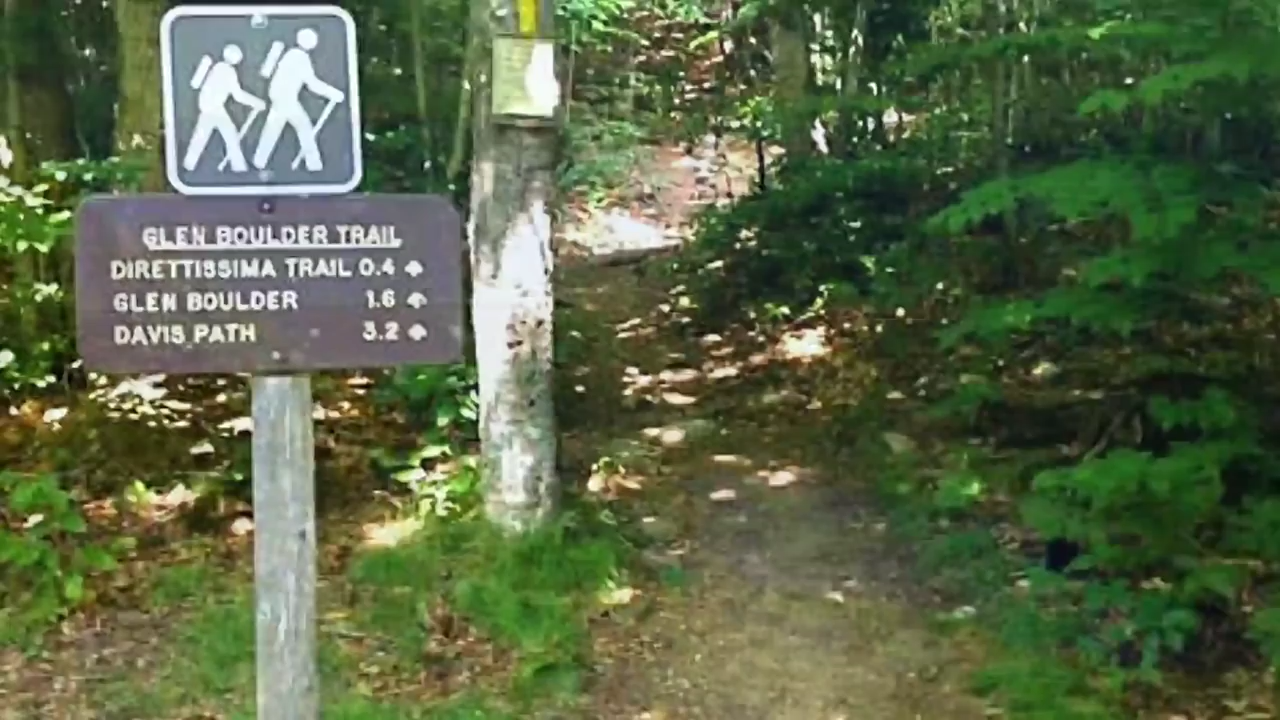 GLEN BOULDER TRAIL
DIRETTISSIMA TRAIL 0.4
GLEN BOULDER 1.6
DAVIS PATH 3.2